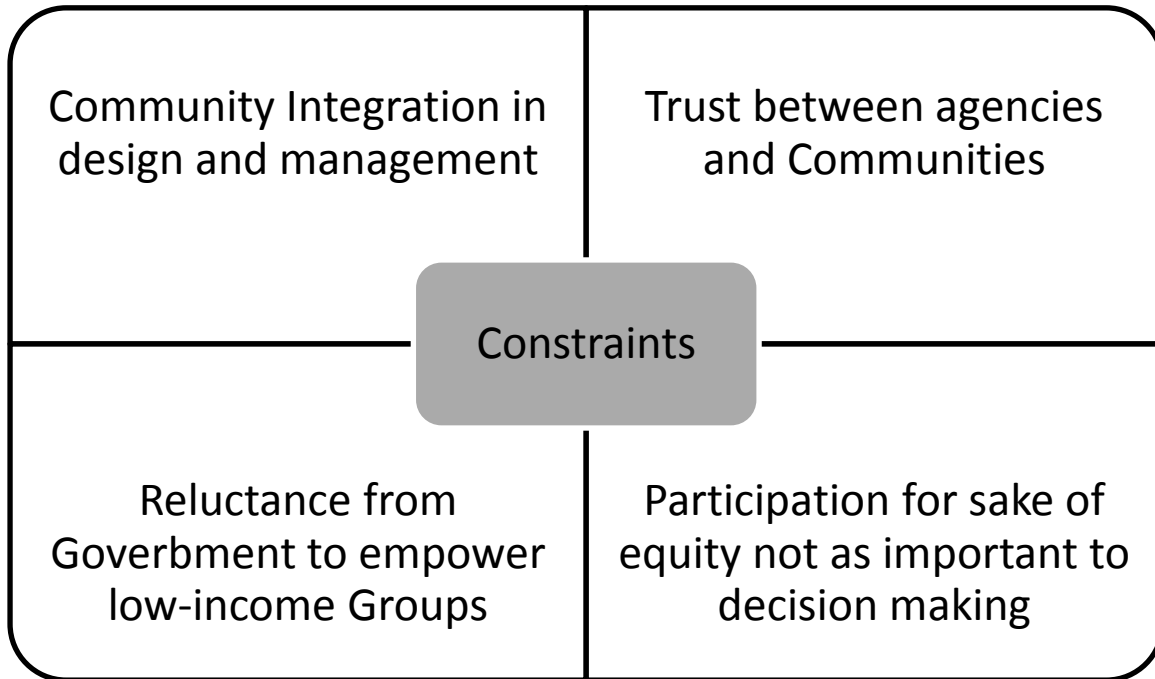 Community Integration in
design and management
Trust between agencies
and Communities
Constraints
Reluctance from
Goverbment to empower
low-income Groups
Participation for sake of
equity not as important to
decision making